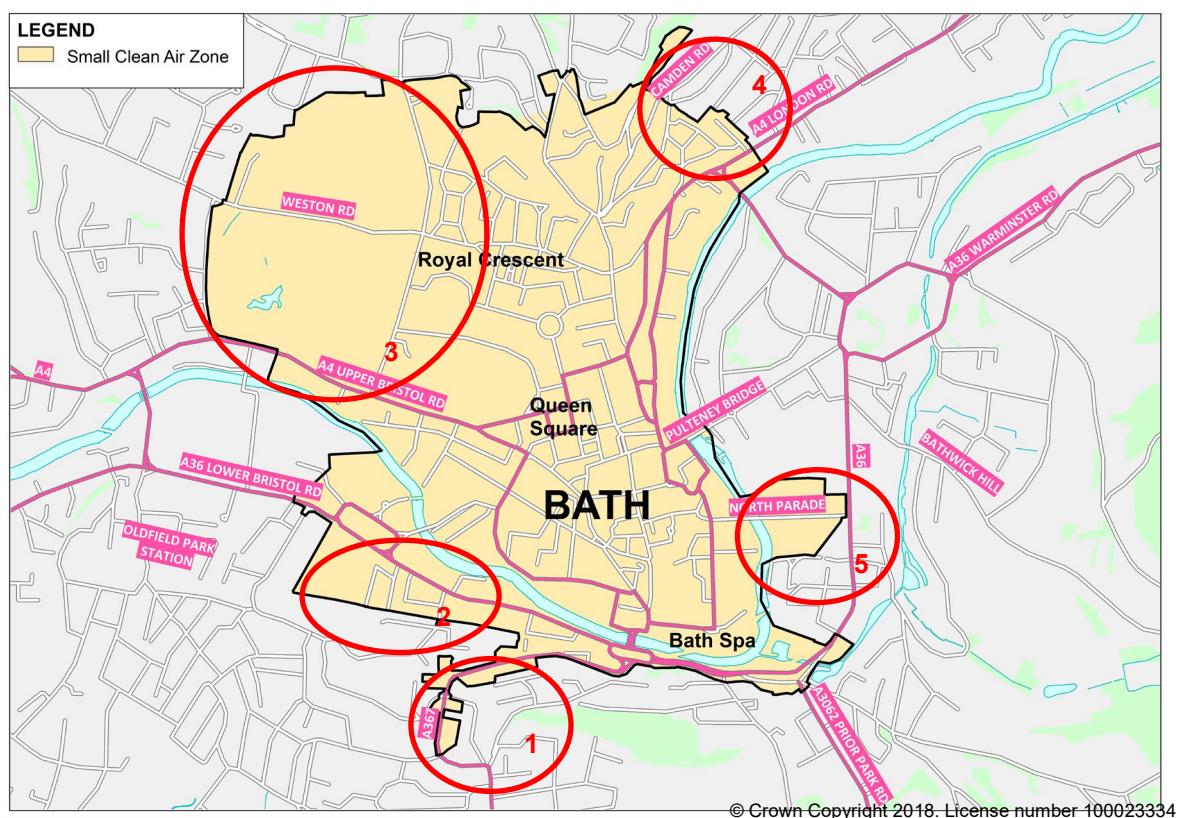 LEGEND
Small Clean Air Zone
CAMDEN RD
4
A4 LONDON RD
WESTON RD
A36 WARMINSTER RD
Royal Crescent
3
A4
A4 UPPER BRISTOL RD
Queen
Square
PULTENEY BRIDGE
A36
BATHWICK HILL
A36 LOWER BRISTOL RD
BATH
NORTH PARADE
OLDFIELD PARK
STATION
5
2
Bath Spa
A367
1
A3062 PRIOR PARK RD
© Crown Copyright 2018. License number 100023334